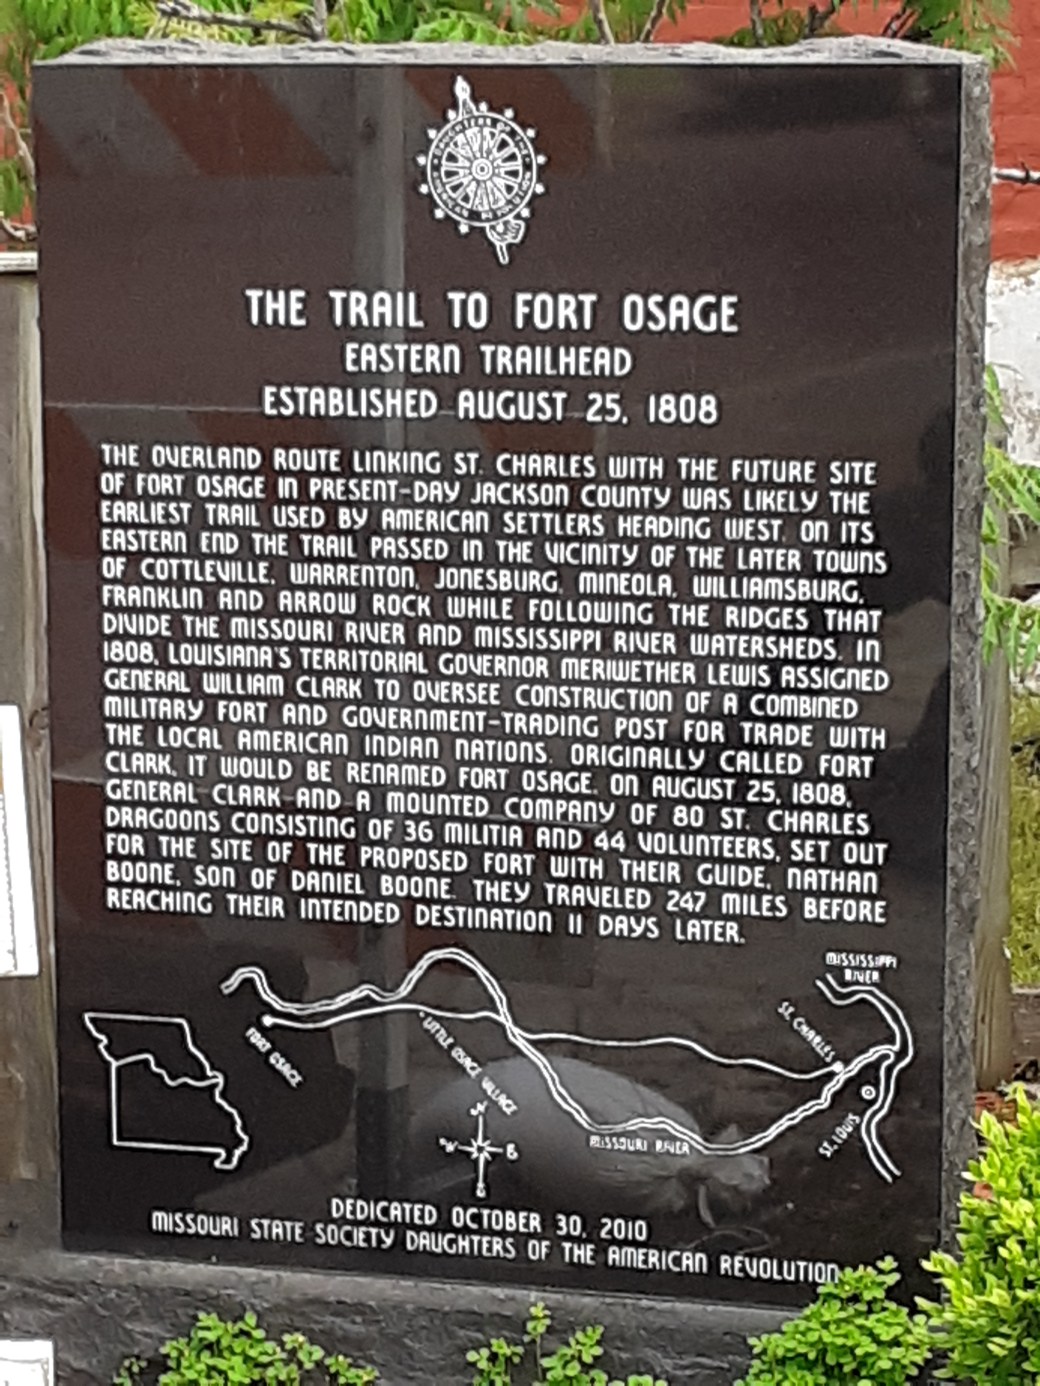 DAUGHTERS OF THE
AMERICAN REVOLUTION
THE TRAIL TO FORT OSAGE
EASTERN TRAILHEAD
ESTABLISHED AUGUST 25, 1808
THE OVERLAND ROUTE LINKING ST. CHARLES WITH THE FUTURE SITE
OF FORT OSAGE IN PRESENT-DAY JACKSON COUNTY WAS LIKELY THE
EARLIEST TRAIL USED BY AMERICAN SETTLERS HEADING WEST. ON ITS
EASTERN END THE TRAIL PASSED IN THE VICINITY OF THE LATER TOWNS
OF COTTLEVILLE, WARRENTON, JONESBURG, MINEOLA, WILLIAMSBURG,
FRANKLIN AND ARROW ROCK WHILE FOLLOWING THE RIDGES THAT
DIVIDE THE MISSOURI RIVER AND MISSISSIPPI RIVER WATERSHEDS. IN
1808, LOUISIANA'S TERRITORIAL GOVERNOR MERIWETHER LEWIS ASSIGNED
GENERAL WILLIAM CLARK TO OVERSEE CONSTRUCTION OF A COMBINED
MILITARY FORT AND GOVERNMENT-TRADING POST FOR TRADE WITH
THE LOCAL AMERICAN INDIAN NATIONS. ORIGINALLY CALLED FORT
CLARK, IT WOULD BE RENAMED FORT OSAGE. ON AUGUST 25, 1808,
GENERAL CLARK AND A MOUNTED COMPANY OF 80 ST. CHARLES
DRAGOONS CONSISTING OF 36 MILITIA AND 44 VOLUNTEERS, SET OUT
FOR THE SITE OF THE PROPOSED FORT WITH THEIR GUIDE, NATHAN
BOONE, SON OF DANIEL BOONE. THEY TRAVELED 247 MILES BEFORE
REACHING THEIR INTENDED DESTINATION 11 DAYS LATER.
MISSISSIPPI
RIVER
ST. CHARLES
FORT OSAGE
LITTLE OSAGE VILLAGE
MISSOURI RIVER
ST. LOUIS
N
W E
S
DEDICATED OCTOBER 30, 2010
MISSOURI STATE SOCIETY DAUGHTERS OF THE AMERICAN REVOLUTION